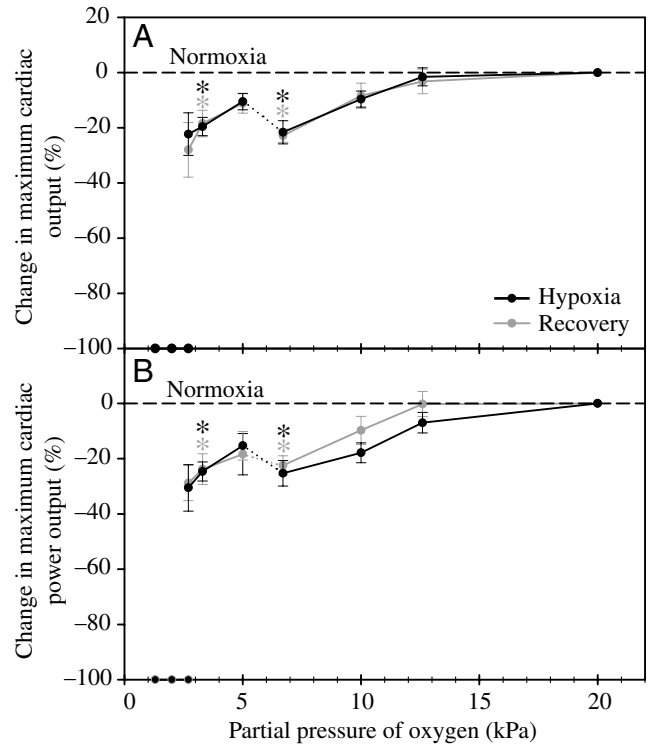 20
A
Normoxia
0
* *
* *
−20
−40
−60
−80
Hypoxia
Recovery
−100
Change in maximum cardiac
output (%)
B
Normoxia
0
* *
* *
−20
−40
−60
−80
−100
Change in maximum cardiac
power output (%)
0 5 10 15 20
Partial pressure of oxygen (kPa)